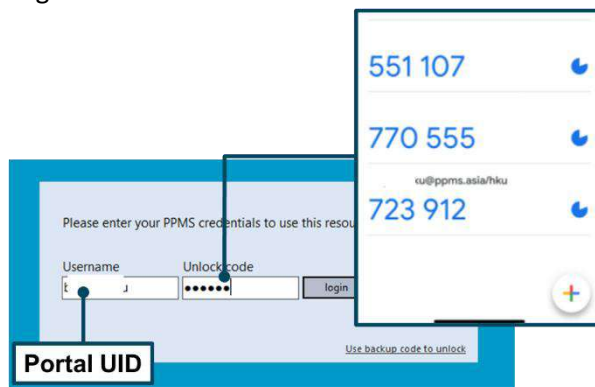 551 107
770 555
u@ppms.asia/hku
723 912
Please enter your PPMS credentials to use this resou
Username
Unlock code
login
Use backup code to unlock
Portal UID